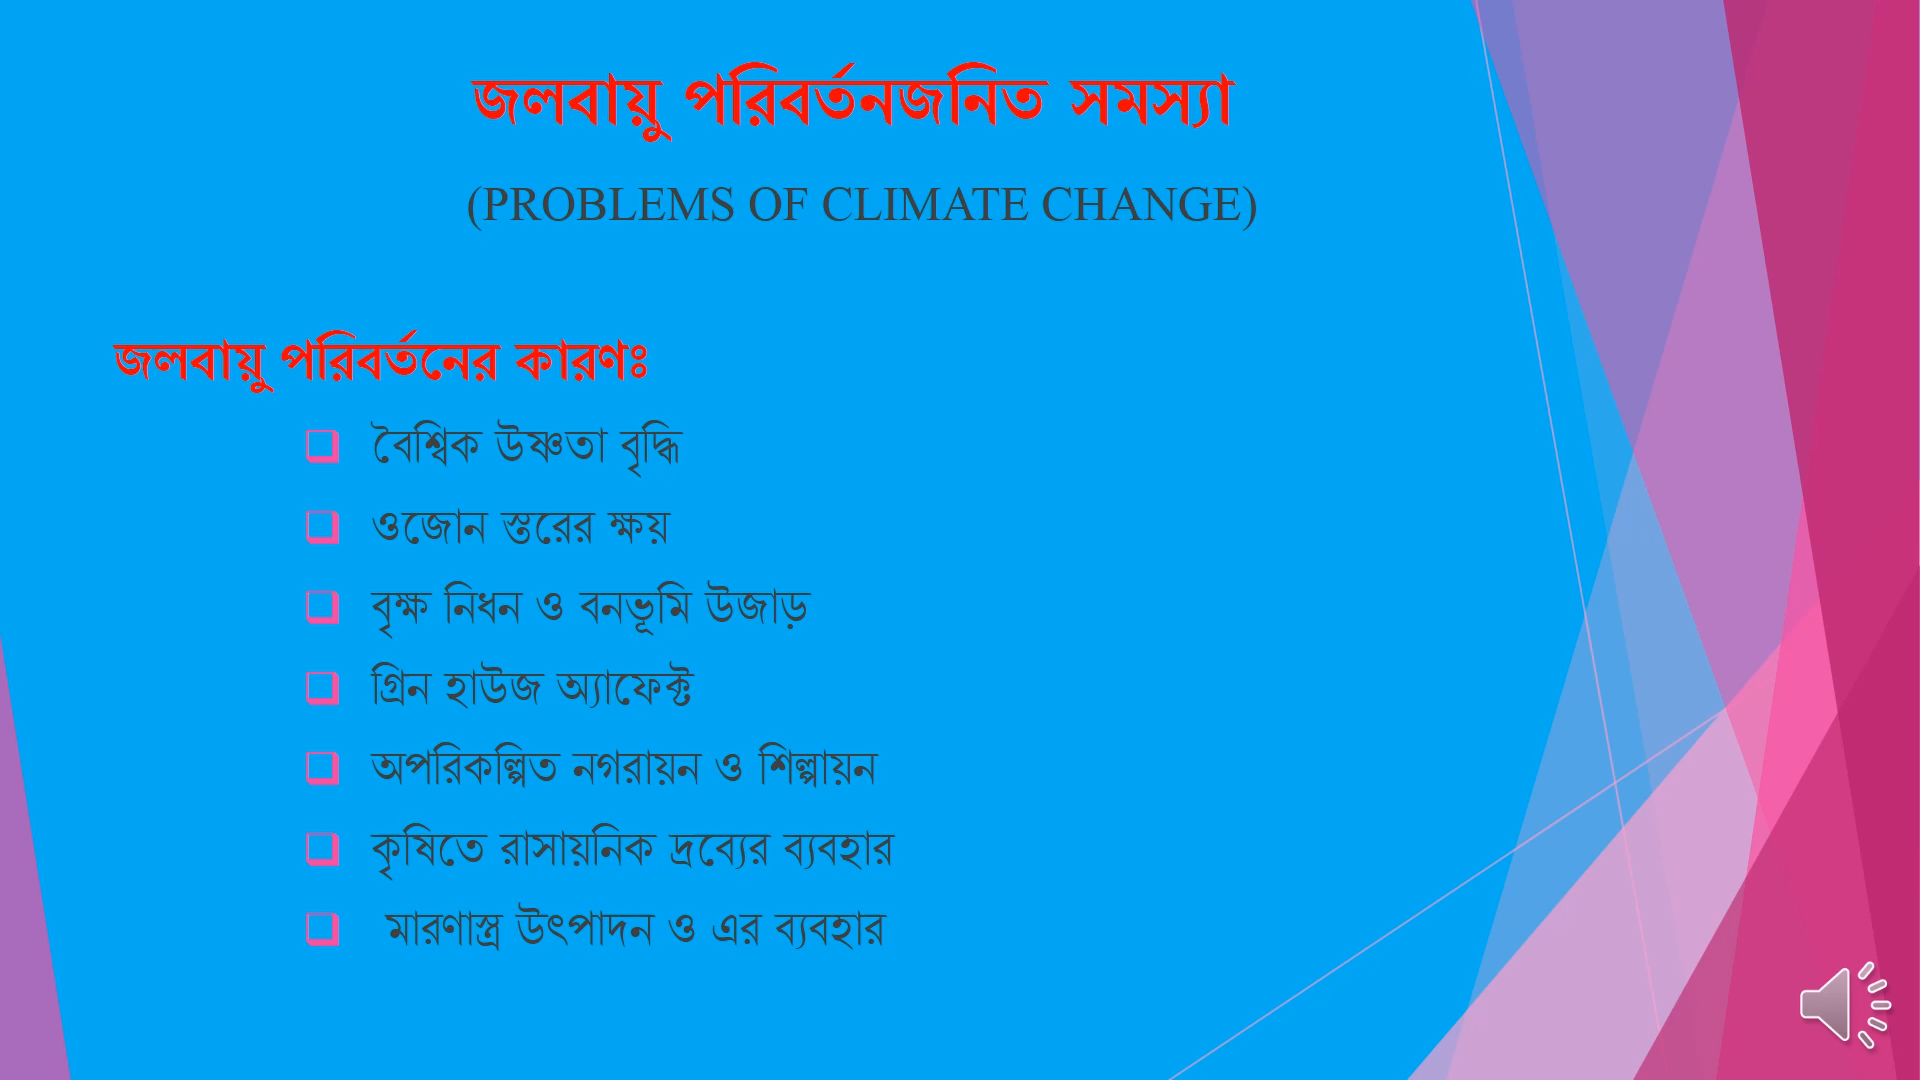 জলবায়ু পরিবর্তনজনিত সমস্যা
(PROBLEMS OF CLIMATE CHANGE)
জলবায়ু পরিবর্তনের কারণঃ
বৈশ্বিক উষ্ণতা বৃদ্ধি
ওজোন স্তরের ক্ষয়
বৃক্ষ নিধন ও বনভূমি উজাড়
গ্রিন হাউজ অ্যাফেক্ট
অপরিকল্পিত নগরায়ন ও শিল্পায়ন
কৃষিতে রাসায়নিক দ্রব্যের ব্যবহার
মারণাস্ত্র উৎপাদন ও এর ব্যবহার